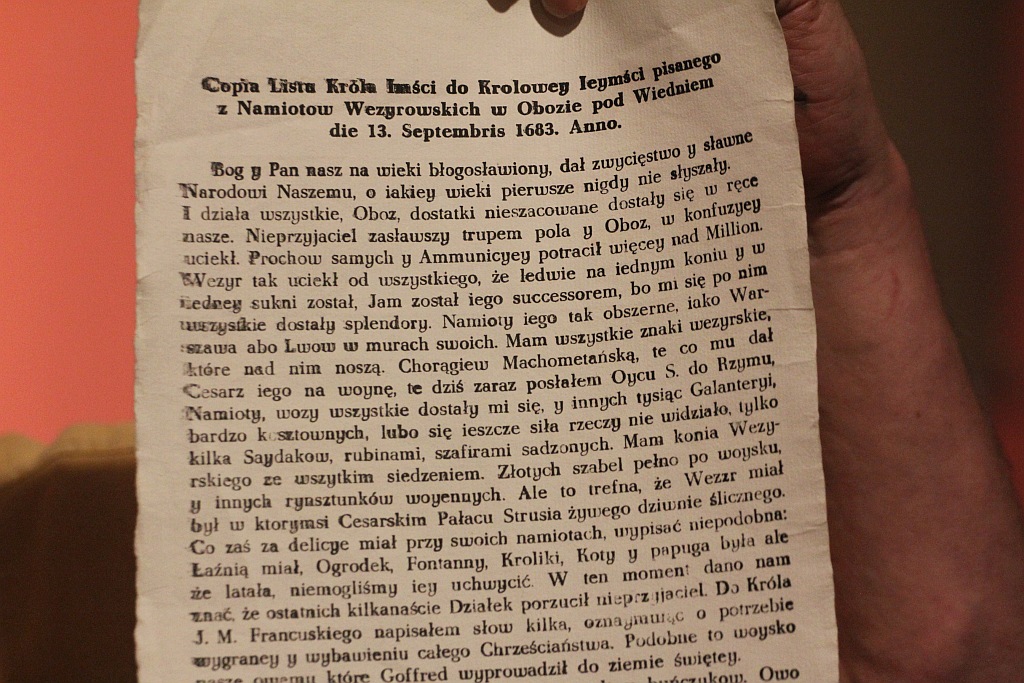 Copia Listu Króla Imści do Krolowey Ieymści pisanego
z Namiotow Wezyrowskich w Obozie pod Wiedniem
die 13. Septembris 1683. Anno.
Bog y Pan nasz na wieki błogosławiony, dał zwycięstwo y sławne
Narodowi Naszemu, o iakiey wieki pierwsze nigdy nie słyszały.
I działa wszystkie, Oboz, dostatki nieszacowane dostały się w ręce
nasze. Nieprzyjaciel zasławszy trupem pola y Oboz, w konfuzyey
uciekł. Prochow samych y Ammunicyey potracił więcey nad Million.
Wezyr tak uciekł od wszystkiego, że ledwie na iednym koniu y w
iedney sukni został, Jam został iego successorem, bo mi się po nim
wszystkie dostały splendory. Namioty iego tak obszerne, iako War-
szawa abo Lwow w murach swoich. Mam wszystkie znaki wezyrskie,
które nad nim noszą. Chorągiew Machometańską, te co mu dał
Cesarz iego na woynę, te dziś zaraz posłałem Oycu S. do Rzymu,
Namioty, wozy wszystkie dostały mi się, y innych tysiąc Galanteryi,
bardzo kosztownych, lubo się ieszcze siła rzeczy nie widziało, tylko
kilka Saydakow, rubinami, szafirami sadzonych. Mam konia Wezy-
rskiego ze wszytkim siedzeniem. Złotych szabel pełno po woysku,
y innych rynsztunków woyennych. Ale to trefna, że Wezzr miał
był w ktorymsi Cesarskim Pałacu Strusia żywego dziwnie ślicznego.
Co zaś za delicye miał przy swoich namiotach, wypisać niepodobna:
Łaźnią miał, Ogrodek, Fontanny, Kroliki, Koty y papuga była ale
że latała, niemogliśmy iey uchwycić. W ten moment dano nam
znać, że ostatnich kilkanaście Działek porzucił nieprzyjaciel. Do Króla
J. M. Francuskiego napisałem słow kilka, oznaymuiąc o potrzebie
wygraney y wybawieniu całego Chrześciaństwa. Podobne to woysko
nasze owemu które Goffred wyprowadził do ziemie świętey.
buńczukow. Owo